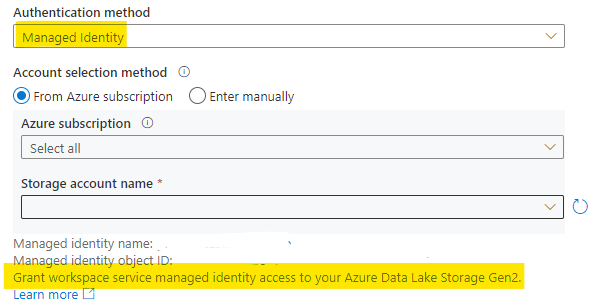 Authentication method
Managed Identity
Account selection method
From Azure subscription Enter manually
Azure subscription
Select all
Storage account name *
Managed identity name:
Managed identity object ID:
Grant workspace service managed identity access to your Azure Data Lake Storage Gen2.
Learn more